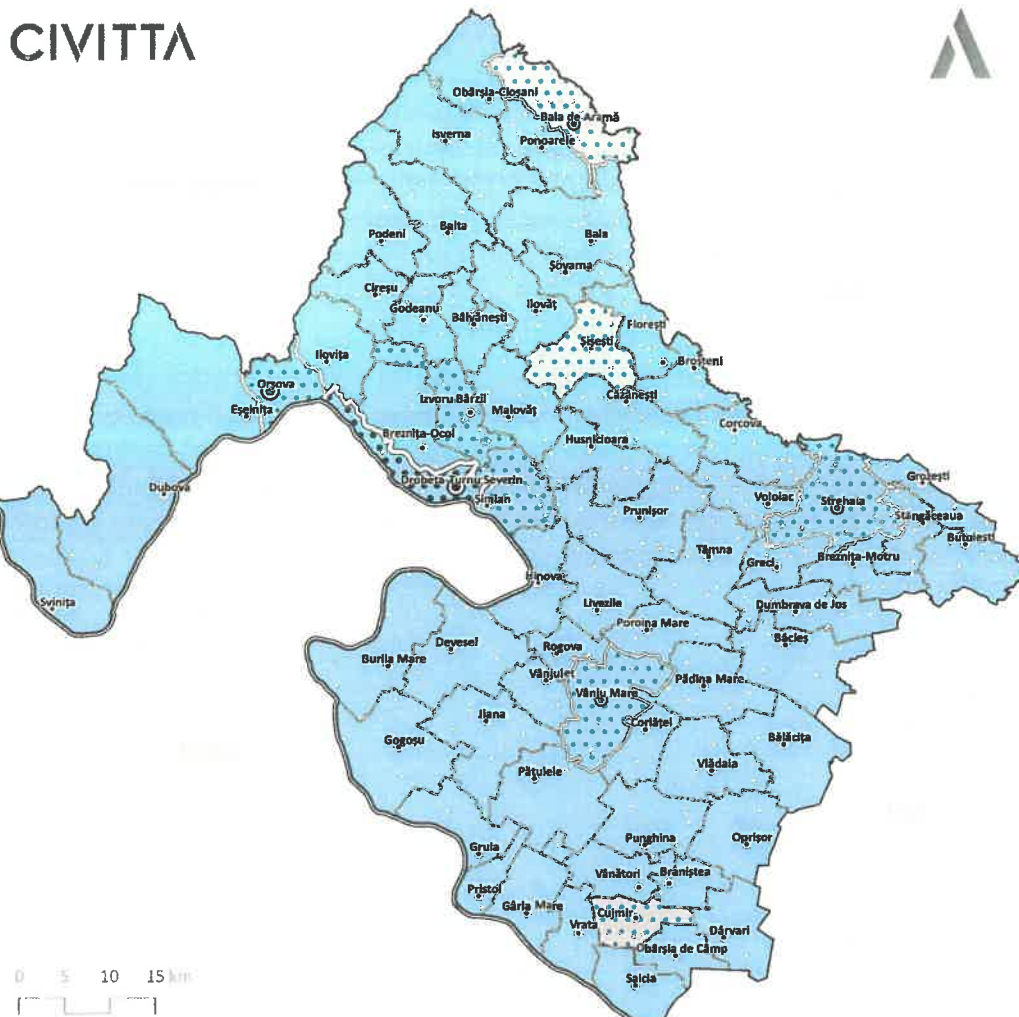 CIVITTA
Obârșia-Cloșani
Baia de Aramă
Isverna
Ponoarele
Podeni
Balta
Bala
Șovarna
Cireșu
Godeanu
Ilovăț
Bâlvănești
Florești
Șișești
Ilovița
Broșteni
Orșova
Eșelnița
Izvoru Bârzii
Malovăț
Căzănești
Corcova
Breznița-Ocol
Husnicioara
Dubova
Drobeta-Turnu Severin
Șimian
Grozești
Voloiac
Strehaia
Prunișor
Stângăceaua
Butoiești
Tâmna
Greci
Breznița-Motru
Hinova
Svinița
Livezile
Dumbrava de Jos
Poroina Mare
Bâcleș
Devesel
Rogova
Burila Mare
Vânjuleț
Pădina Mare
Vânju Mare
Jiana
Corlățel
Gogoșu
Bălăcița
Vlădaia
Pătulele
Punghina
Oprișor
Gruia
Vânători
Braniștea
Pristol
Gârla Mare
Cujmir
Vrata
Dârvari
Obârșia de Câmp
Salcia
0 5 10 15 km